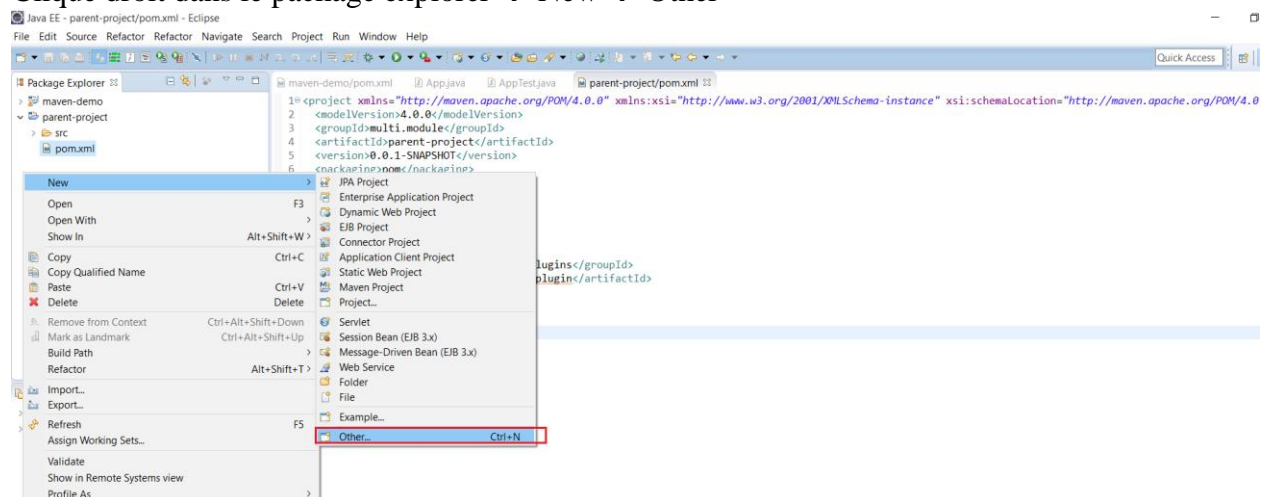 Clique droit dans le package explorer → New → Other
Java EE - parent-project/pom.xml - Eclipse
File Edit Source Refactor Refactor Navigate Search Project Run Window Help
Quick Access
Package Explorer
maven-demo/pom.xml App.java AppTest.java parent-project/pom.xml
maven-demo
parent-project
src
pom.xml
1 <project xmlns="http://maven.apache.org/POM/4.0.0" xmlns:xsi="http://www.w3.org/2001/XMLSchema-instance" xsi:schemaLocation="http://maven.apache.org/POM/4.0
2 <modelVersion>4.0.0</modelVersion>
3 <groupId>multi.module</groupId>
4 <artifactId>parent-project</artifactId>
5 <version>0.0.1-SNAPSHOT</version>
6 <packaging>pom</packaging>
lugins</groupId>
plugin</artifactId>
New
Open F3
Open With
Show In Alt+Shift+W
Copy Ctrl+C
Copy Qualified Name
Paste Ctrl+V
Delete Delete
Remove from Context Ctrl+Alt+Shift+Down
Mark as Landmark Ctrl+Alt+Shift+Up
Build Path
Refactor Alt+Shift+T
Import...
Export...
Refresh F5
Assign Working Sets...
Validate
Show in Remote Systems view
Profile As
JPA Project
Enterprise Application Project
Dynamic Web Project
EJB Project
Connector Project
Application Client Project
Static Web Project
Maven Project
Project...
Servlet
Session Bean (EJB 3.x)
Message-Driven Bean (EJB 3.x)
Web Service
Folder
File
Example...
Other... Ctrl+N